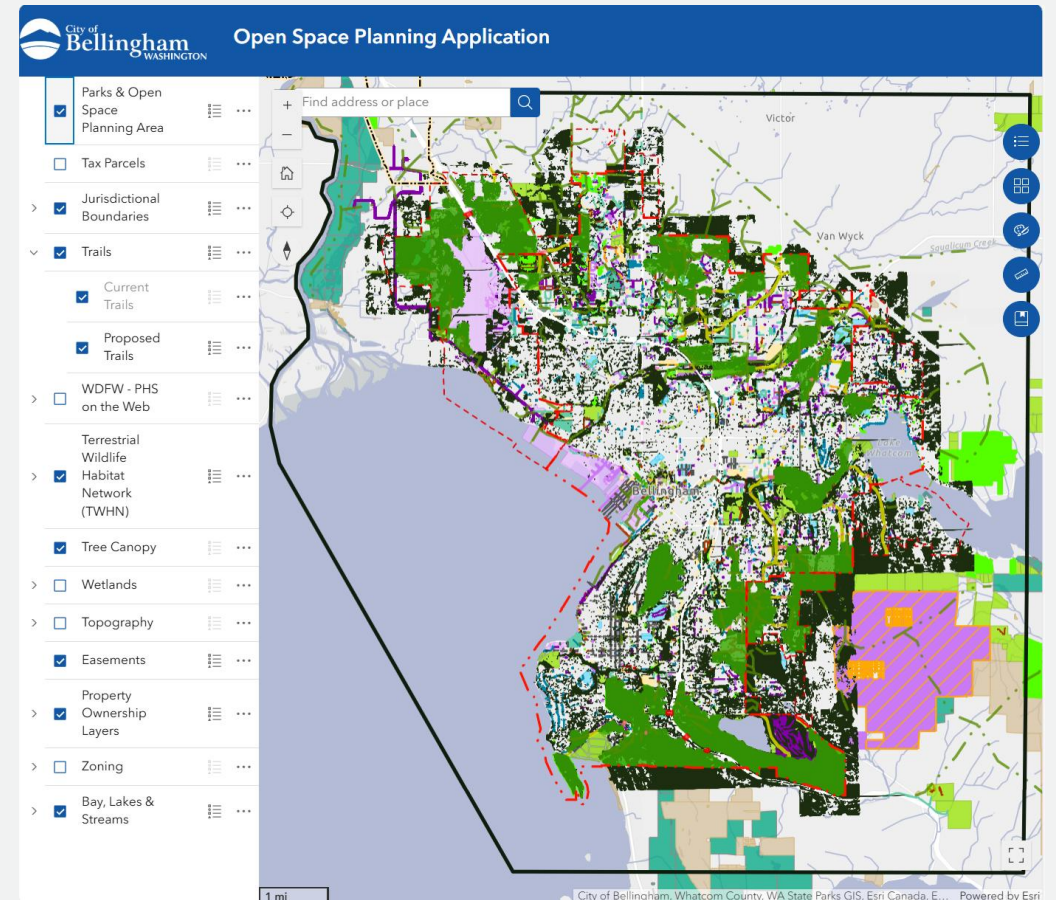 City of
Bellingham
WASHINGTON
Open Space Planning Application
Parks & Open
Space
Planning Area
Tax Parcels
Jurisdictional
Boundaries
Trails
Current
Trails
Proposed
Trails
WDFW - PHS
on the Web
Terrestrial
Wildlife
Habitat
Network
(TWHN)
Tree Canopy
Wetlands
Topography
Easements
Property
Ownership
Layers
Zoning
Bay, Lakes &
Streams
Find address or place
Victor
Van Wyck
Squalicum Creek
Lake
Whatcom
Bellingham
1 mi
City of Bellingham, Whatcom County, WA State Parks GIS, Esri Canada, E... Powered by Esri